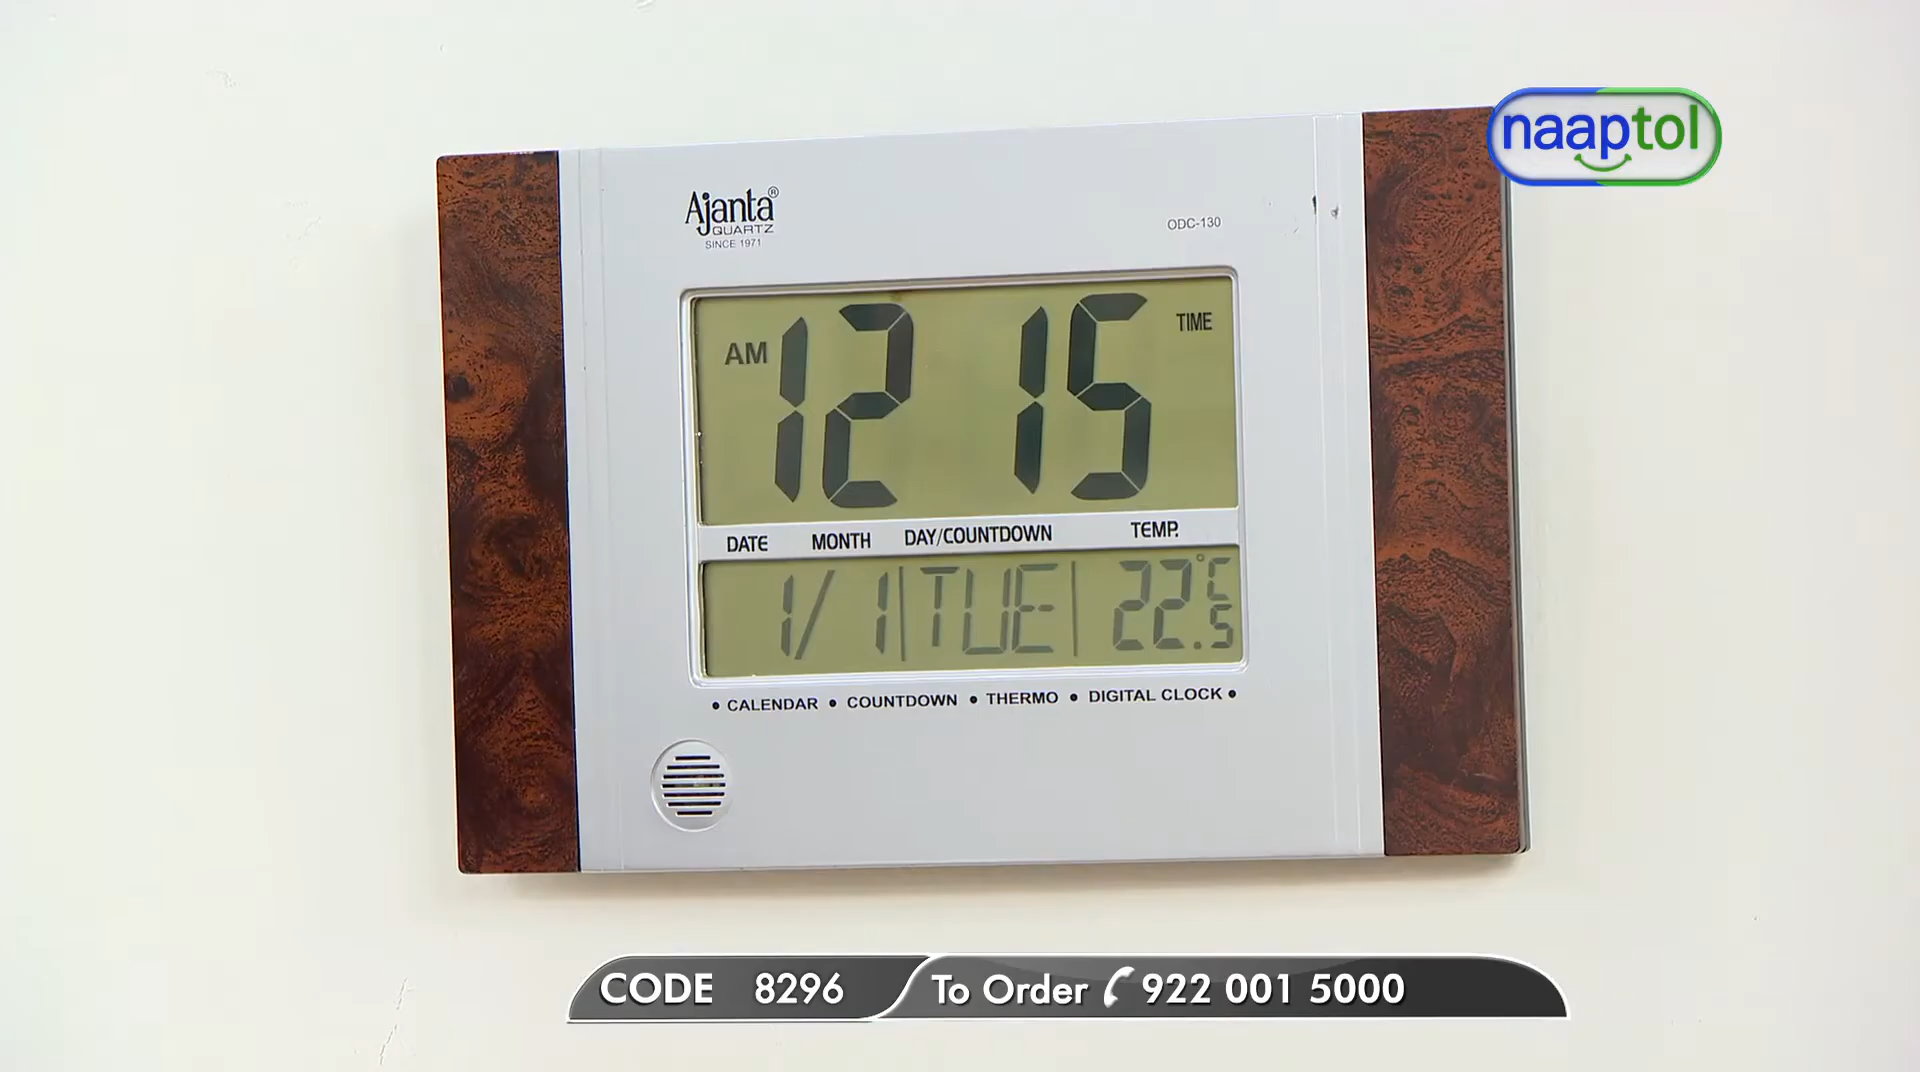 naaptol
Ajanta®
QUARTZ
SINCE 1971
ODC-130
AM 12 15 TIME
DATE MONTH DAY/COUNTDOWN TEMP.
1/ 1 TUE 22.5°C
• CALENDAR • COUNTDOWN • THERMO • DIGITAL CLOCK •
CODE 8296 To Order 922 001 5000